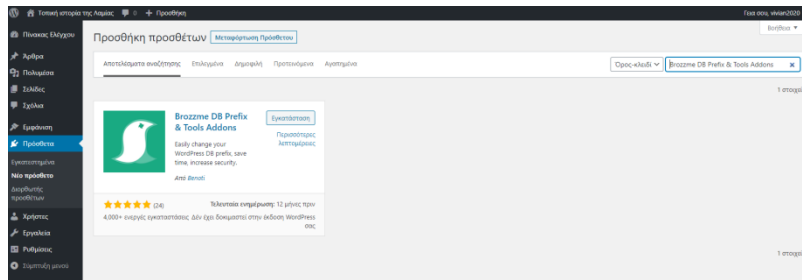 Τοπική ιστορία της Λαμίας 0 + Προσθήκη Γεια σου, vivian2020
Βοήθεια ▼
Πίνακας Ελέγχου
Άρθρα
Πολυμέσα
Σελίδες
Σχόλια
Εμφάνιση
Πρόσθετα
Εγκατεστημένα
Νέο πρόσθετο
Διορθωτής
προσθέτων
Χρήστες
Εργαλεία
Ρυθμίσεις
Σύμπτυξη μενού
Προσθήκη προσθέτων Μεταφόρτωση Πρόσθετου
Αποτελέσματα αναζήτησης Επιλεγμένα Δημοφιλή Προτεινόμενα Αγαπημένα Όρος-κλειδί Brozzme DB Prefix & Tools Addons ×
1 στοιχεί
Brozzme DB Prefix
& Tools Addons
Εγκατάσταση
Περισσότερες
λεπτομέρειες
Easily change your
WordPress DB prefix, save
time, increase security.
Από Benoti
(24) Τελευταία ενημέρωση: 12 μήνες πριν
4,000+ ενεργές εγκαταστάσεις Δεν έχει δοκιμαστεί στην έκδοση WordPress
σας
1 στοιχεί